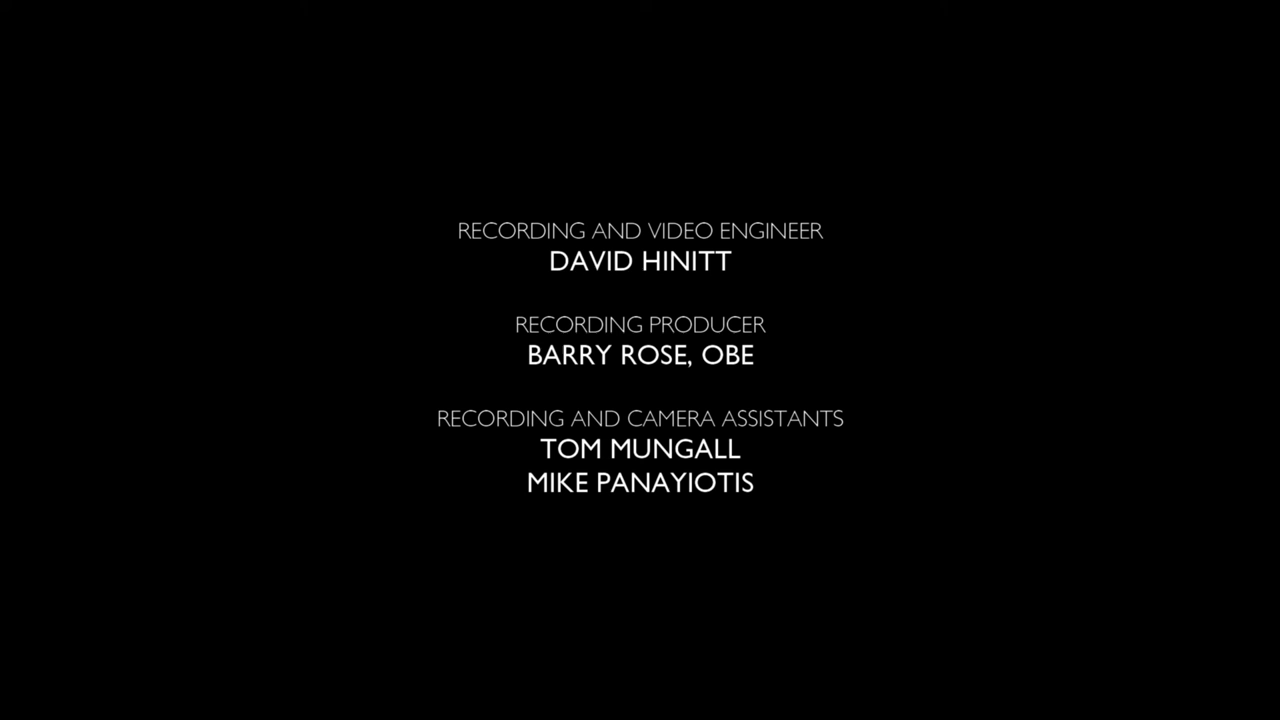 RECORDING AND VIDEO ENGINEER
DAVID HINITT
RECORDING PRODUCER
BARRY ROSE, OBE
RECORDING AND CAMERA ASSISTANTS
TOM MUNGALL
MIKE PANAYIOTIS